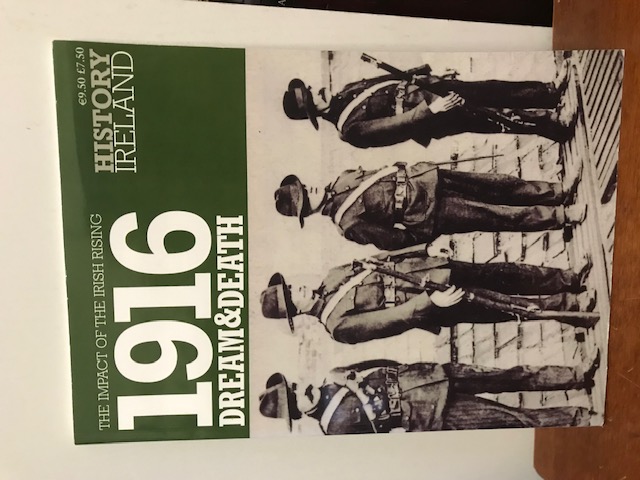 €9.50 £7.50
HISTORY
IRELAND
THE IMPACT OF THE IRISH RISING
1916
DREAM&DEATH